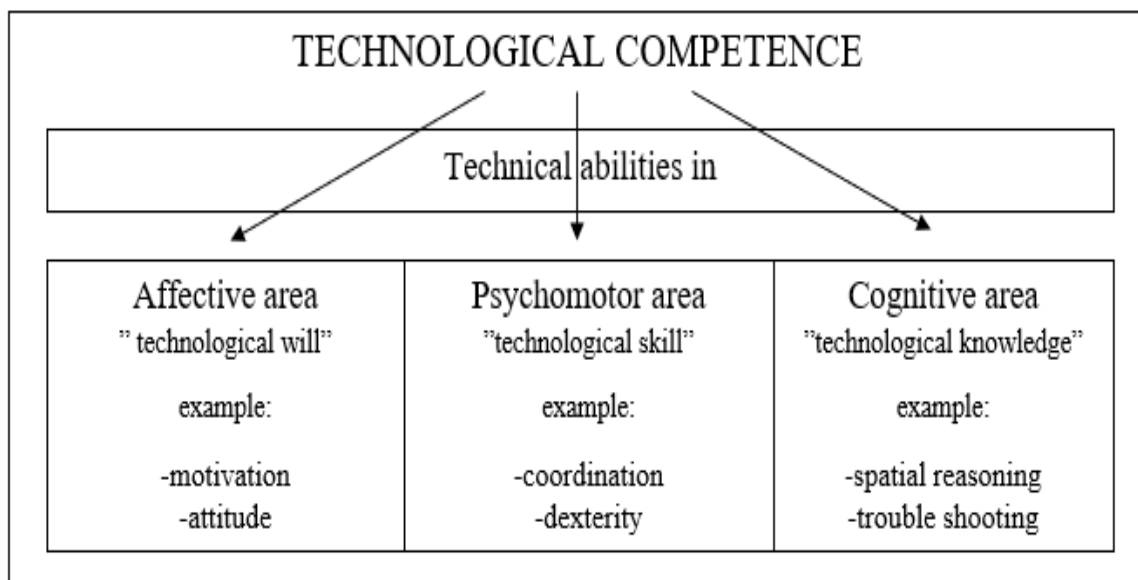 TECHNOLOGICAL COMPETENCE
Technical abilities in
Affective area
” technological will”
example:
-motivation
-attitude
Psychomotor area
”technological skill”
example:
-coordination
-dexterity
Cognitive area
”technological knowledge”
example:
-spatial reasoning
-trouble shooting